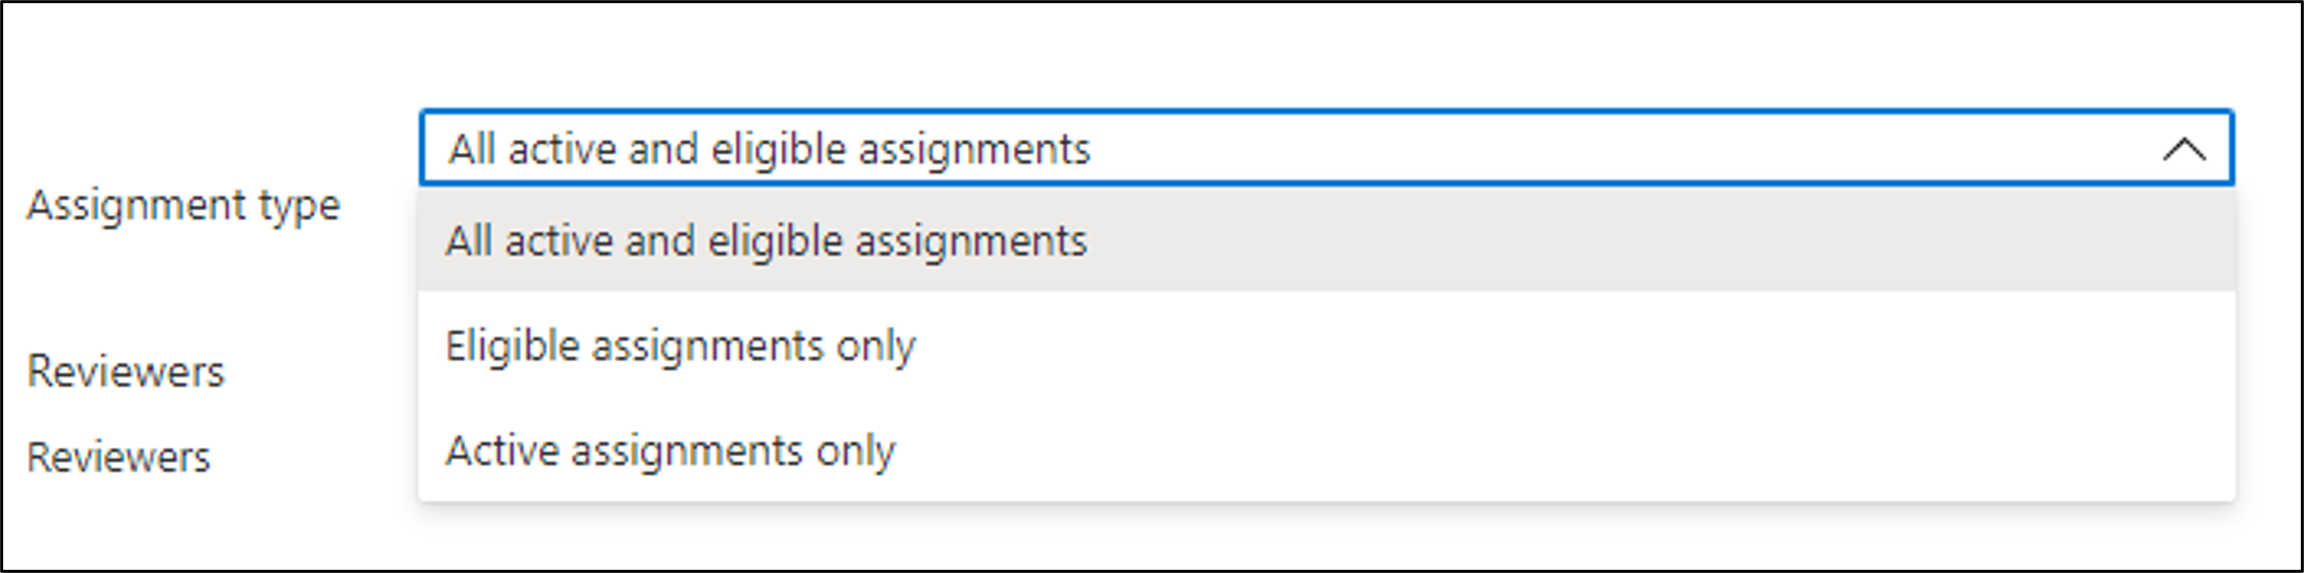 All active and eligible assignments
Assignment type
All active and eligible assignments
Eligible assignments only
Reviewers
Active assignments only
Reviewers